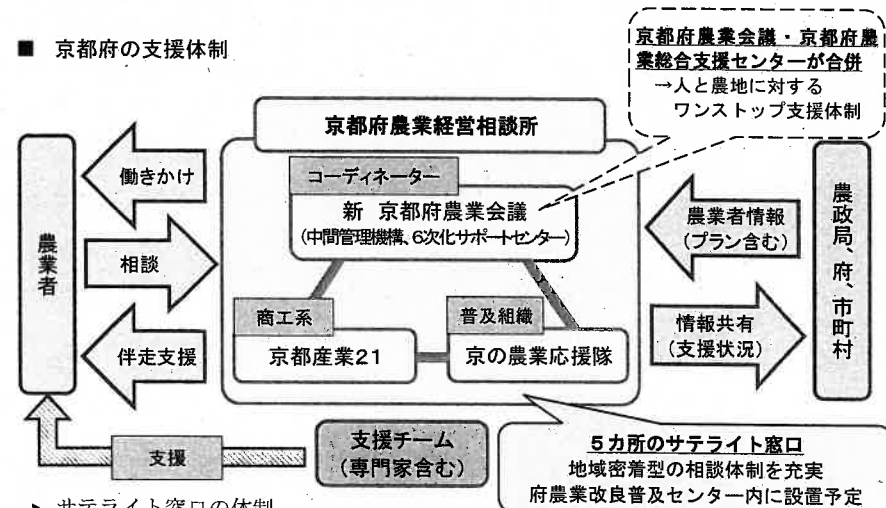 ■ 京都府の支援体制
京都府農業会議・京都府農
業総合支援センターが合併
→人と農地に対する
ワンストップ支援体制
京都府農業経営相談所
コーディネーター
新 京都府農業会議
(中間管理機構、6次化サポートセンター)
商工系
京都産業21
普及組織
京の農業応援隊
農業者
働きかけ
相談
伴走支援
農業者情報
(プラン含む)
情報共有
(支援状況)
農政局、府、市町村
支援
支援チーム
(専門家含む)
5カ所のサテライト窓口
地域密着型の相談体制を充実
府農業改良普及センター内に設置予定
サテライト窓口の体制